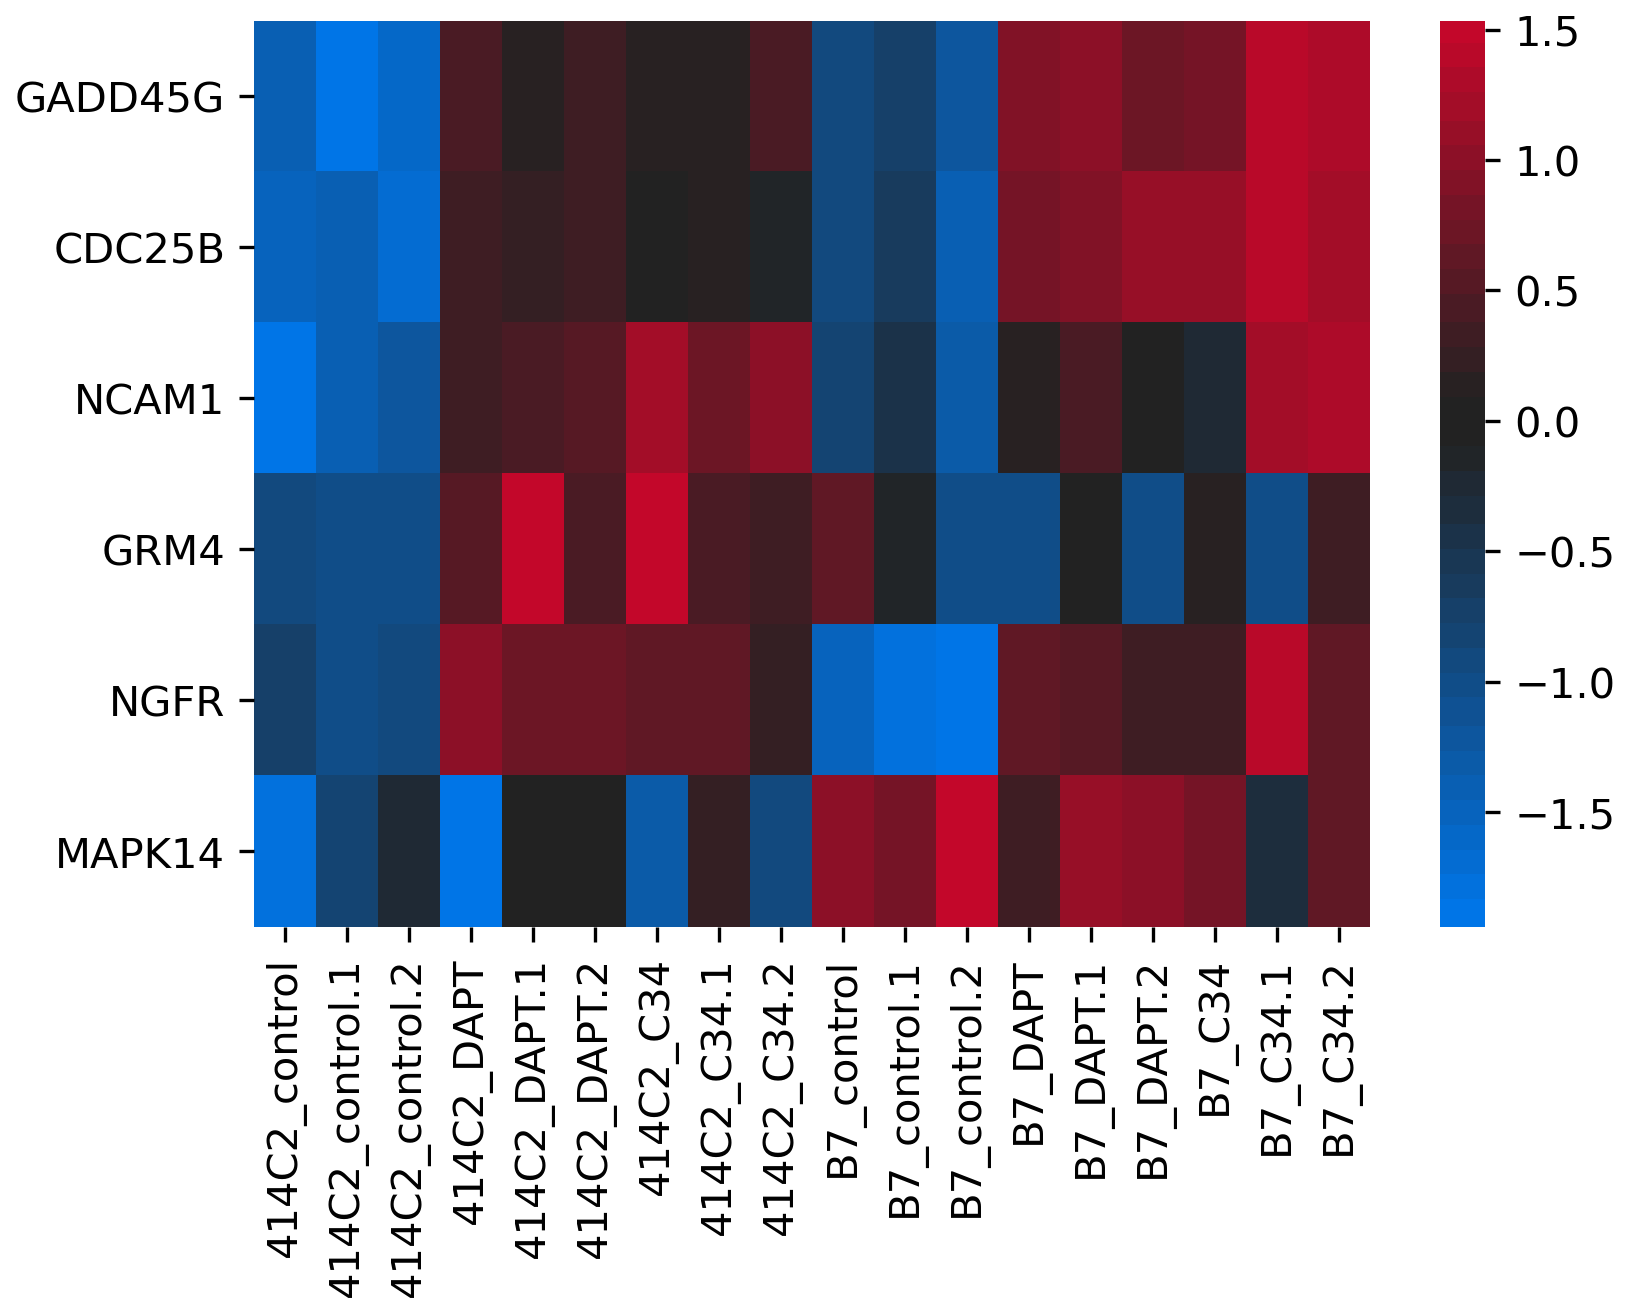 GADD45G
CDC25B
NCAM1
GRM4
NGFR
MAPK14
414C2_control
414C2_control.1
414C2_control.2
414C2_DAPT
414C2_DAPT.1
414C2_DAPT.2
414C2_C34
414C2_C34.1
414C2_C34.2
B7_control
B7_control.1
B7_control.2
B7_DAPT
B7_DAPT.1
B7_DAPT.2
B7_C34
B7_C34.1
B7_C34.2
1.5
1.0
0.5
0.0
−0.5
−1.0
−1.5